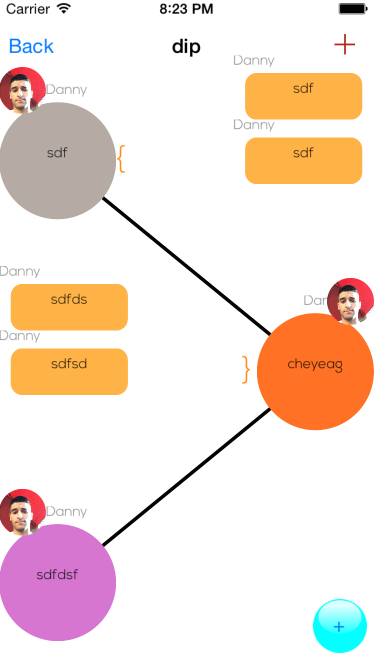 Carrier 8:23 PM
Back dip +
Danny
sdf
Danny
sdf
{
Danny
sdf
Danny
sdfds
Danny
sdfsd
Dan
}
cheyeag
Danny
sdfdsf
+